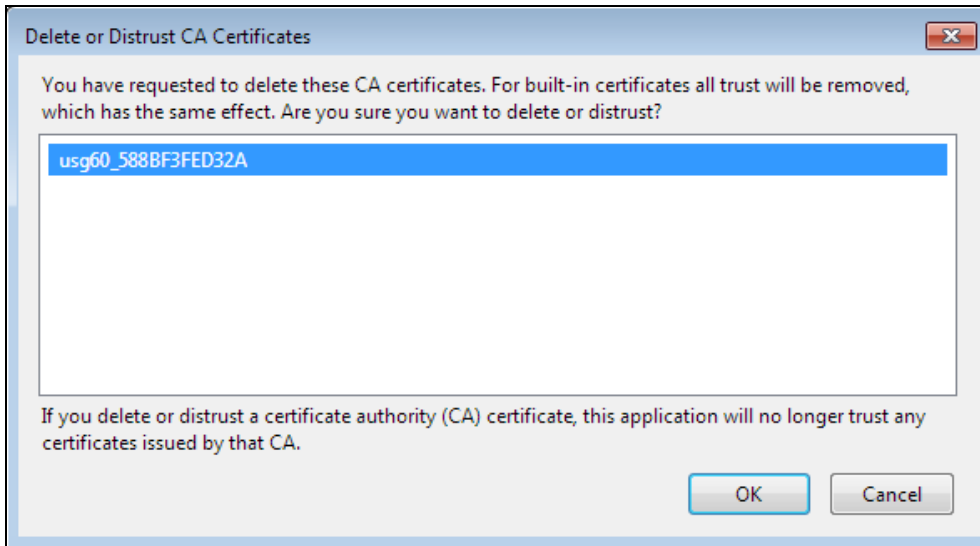 Delete or Distrust CA Certificates
You have requested to delete these CA certificates. For built-in certificates all trust will be removed,
which has the same effect. Are you sure you want to delete or distrust?
usg60_588BF3FED32A
If you delete or distrust a certificate authority (CA) certificate, this application will no longer trust any
certificates issued by that CA.
OK
Cancel